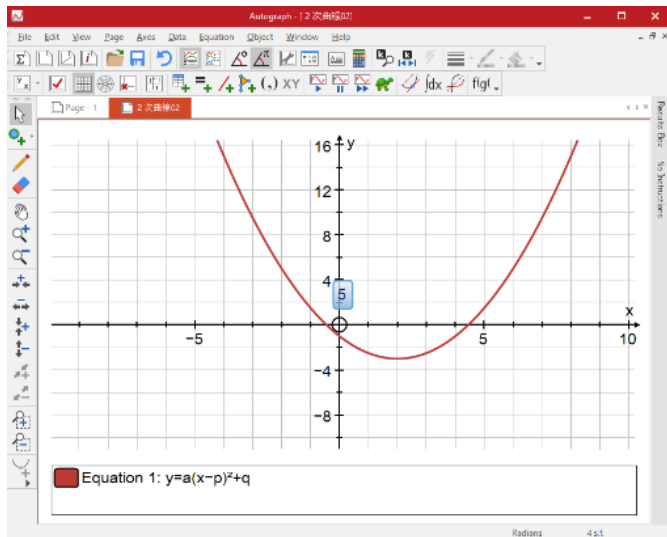 Autograph - [2 次曲線02]
File Edit View Page Axes Data Equation Object Window Help
XY ∫dx f(g)
Page - 1 2 次曲線02
Results Box No Instructions
16 y
12
8
4
5
x
-5 5 10
-4
-8
Equation 1: y=a(x-p)²+q
Radians 4 s.f.